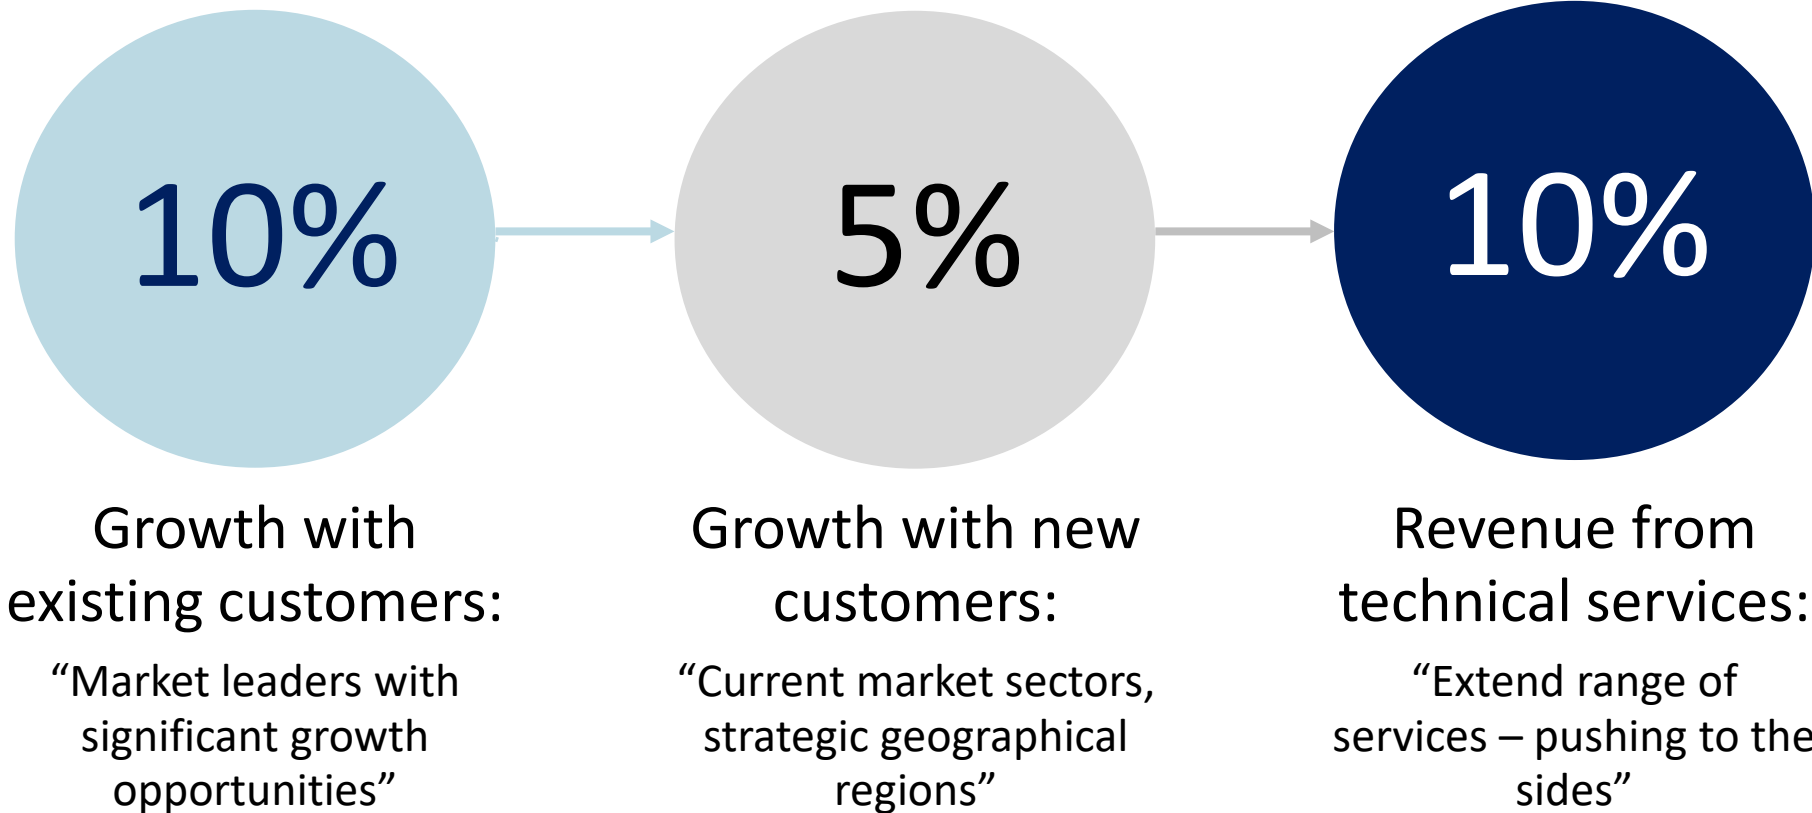 10%
5%
10%
Growth with
existing customers:
“Market leaders with
significant growth
opportunities”
Growth with new
customers:
“Current market sectors,
strategic geographical
regions”
Revenue from
technical services:
“Extend range of
services – pushing to the
sides”